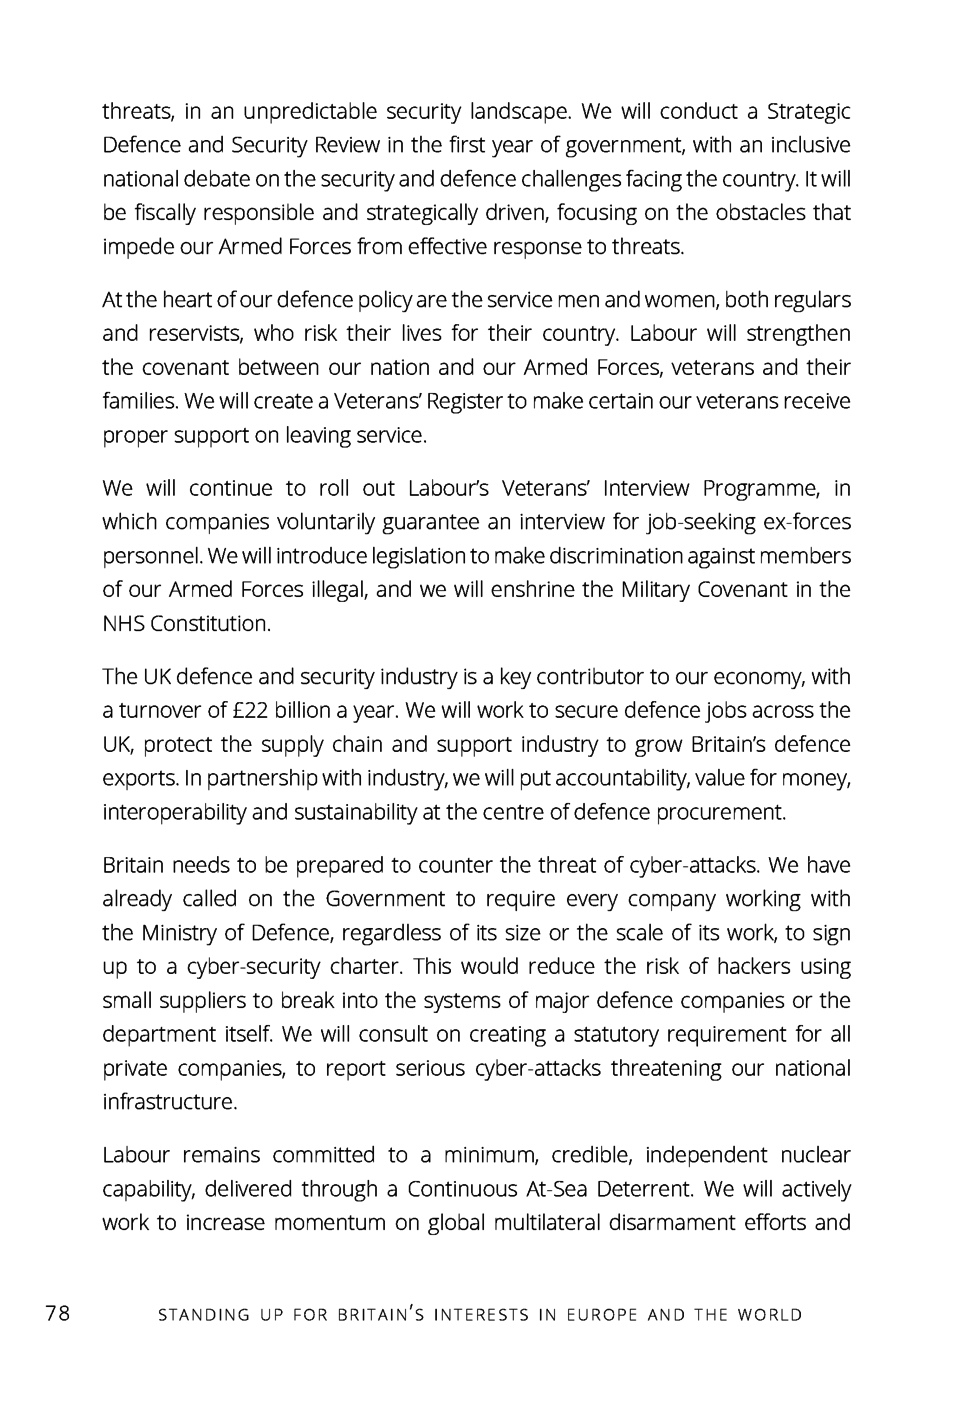 threats, in an unpredictable security landscape. We will conduct a Strategic
Defence and Security Review in the first year of government, with an inclusive
national debate on the security and defence challenges facing the country. It will
be fiscally responsible and strategically driven, focusing on the obstacles that
impede our Armed Forces from effective response to threats.
At the heart of our defence policy are the service men and women, both regulars
and reservists, who risk their lives for their country. Labour will strengthen
the covenant between our nation and our Armed Forces, veterans and their
families. We will create a Veterans’ Register to make certain our veterans receive
proper support on leaving service.
We will continue to roll out Labour’s Veterans’ Interview Programme, in
which companies voluntarily guarantee an interview for job-seeking ex-forces
personnel. We will introduce legislation to make discrimination against members
of our Armed Forces illegal, and we will enshrine the Military Covenant in the
NHS Constitution.
The UK defence and security industry is a key contributor to our economy, with
a turnover of £22 billion a year. We will work to secure defence jobs across the
UK, protect the supply chain and support industry to grow Britain’s defence
exports. In partnership with industry, we will put accountability, value for money,
interoperability and sustainability at the centre of defence procurement.
Britain needs to be prepared to counter the threat of cyber-attacks. We have
already called on the Government to require every company working with
the Ministry of Defence, regardless of its size or the scale of its work, to sign
up to a cyber-security charter. This would reduce the risk of hackers using
small suppliers to break into the systems of major defence companies or the
department itself. We will consult on creating a statutory requirement for all
private companies, to report serious cyber-attacks threatening our national
infrastructure.
Labour remains committed to a minimum, credible, independent nuclear
capability, delivered through a Continuous At-Sea Deterrent. We will actively
work to increase momentum on global multilateral disarmament efforts and
78 STANDING UP FOR BRITAIN’S INTERESTS IN EUROPE AND THE WORLD